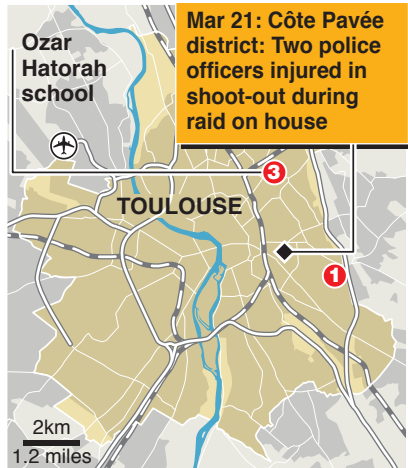 Ozar
Hatorah
school
Mar 21: Côte Pavée
district: Two police
officers injured in
shoot-out during
raid on house
3
TOULOUSE
1
2km
1.2 miles